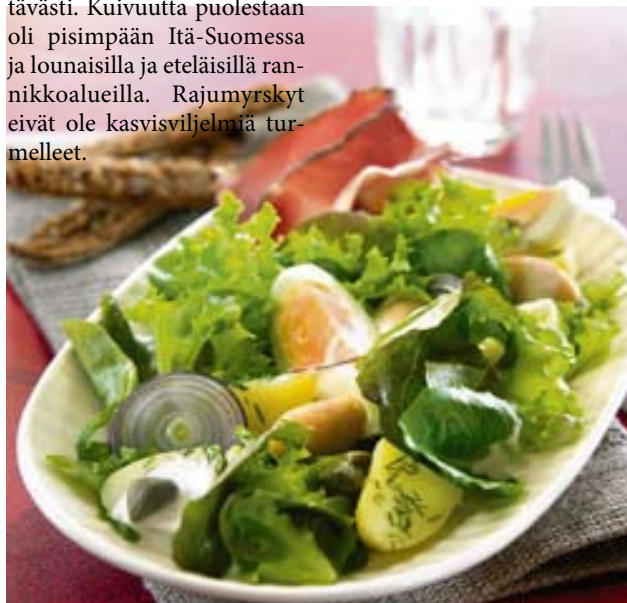 tävästi. Kuivuutta puolestaan
oli pisimpään Itä-Suomessa
ja lounaisilla ja eteläisillä ran-
nikkoalueilla. Rajumyrskyt
eivät ole kasvisviljelmiä tur-
melleet.